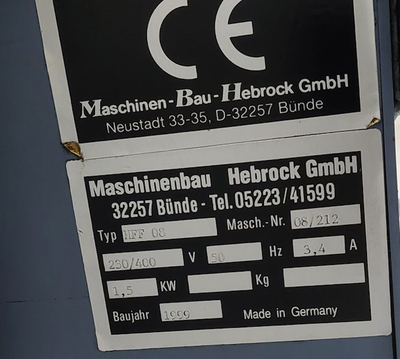 CE
Maschinen-Bau-Hebrock GmbH
Neustadt 33-35, D-32257 Bünde
Maschinenbau Hebrock GmbH
32257 Bünde - Tel. 05223/41599
Typ HFF 08 Masch.-Nr. 08/212
230/400 V 50 Hz 3,4 A
1,5 KW Kg
Baujahr 1999 Made in Germany